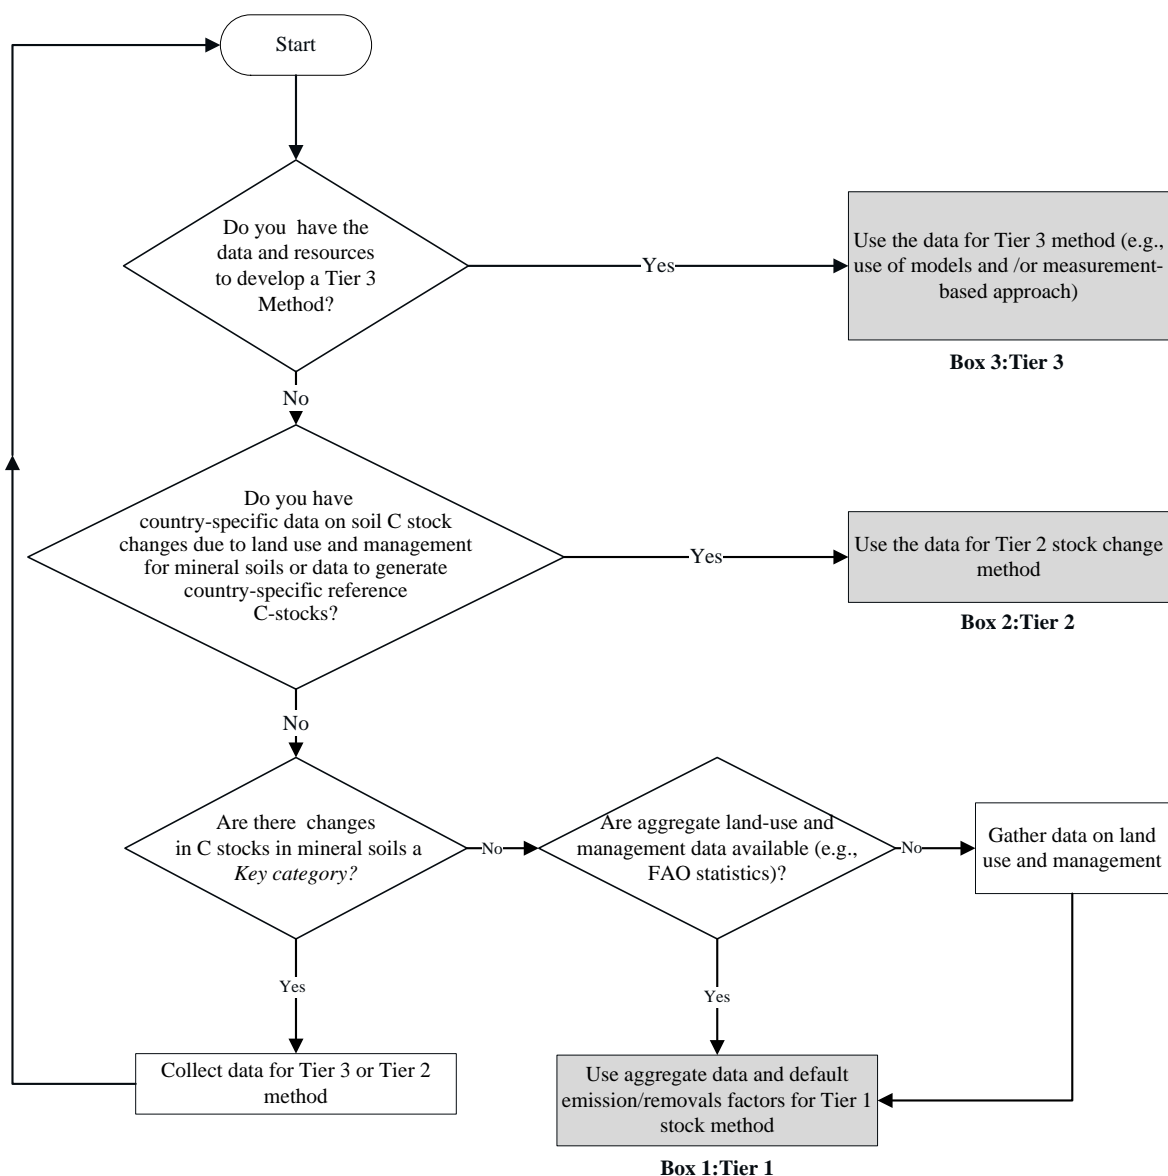 Start
Do you have the
data and resources
to develop a Tier 3
Method?
Yes
Use the data for Tier 3 method (e.g.,
use of models and /or measurement-
based approach)
Box 3:Tier 3
No
Do you have
country-specific data on soil C stock
changes due to land use and management
for mineral soils or data to generate
country-specific reference
C-stocks?
Yes
Use the data for Tier 2 stock change
method
Box 2:Tier 2
No
Are there changes
in C stocks in mineral soils a
Key category?
No
Are aggregate land-use and
management data available (e.g.,
FAO statistics)?
No
Gather data on land
use and management
Yes
Yes
Collect data for Tier 3 or Tier 2
method
Use aggregate data and default
emission/removals factors for Tier 1
stock method
Box 1:Tier 1